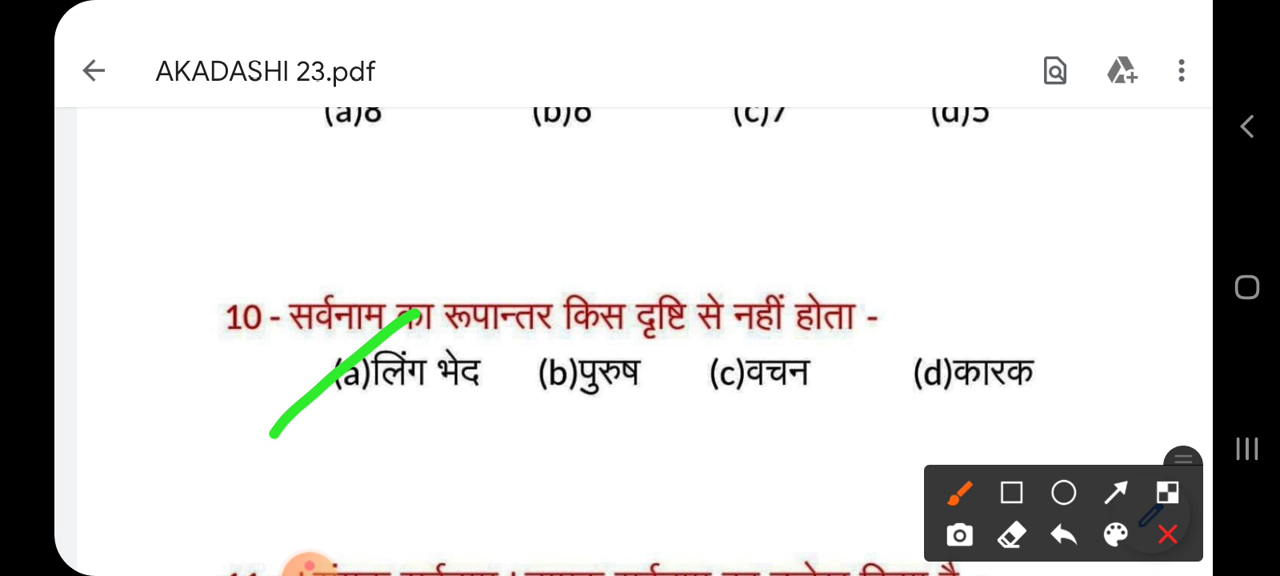 AKADASHI 23.pdf
(a)8 (b)6 (c)7 (d)5
10 - सर्वनाम का रूपान्तर किस दृष्टि से नहीं होता -
(a)लिंग भेद (b)पुरुष (c)वचन (d)कारक